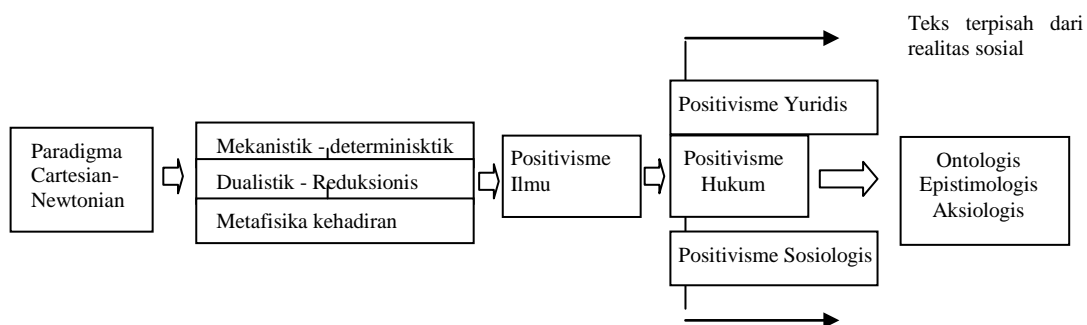 Teks terpisah dari
realitas sosial
Positivisme Yuridis
Paradigma
Cartesian-
Newtonian
Mekanistik - determinisktik
Dualistik - Reduksionis
Metafisika kehadiran
Positivisme
Ilmu
Positivisme
Hukum
Ontologis
Epistimologis
Aksiologis
Positivisme Sosiologis